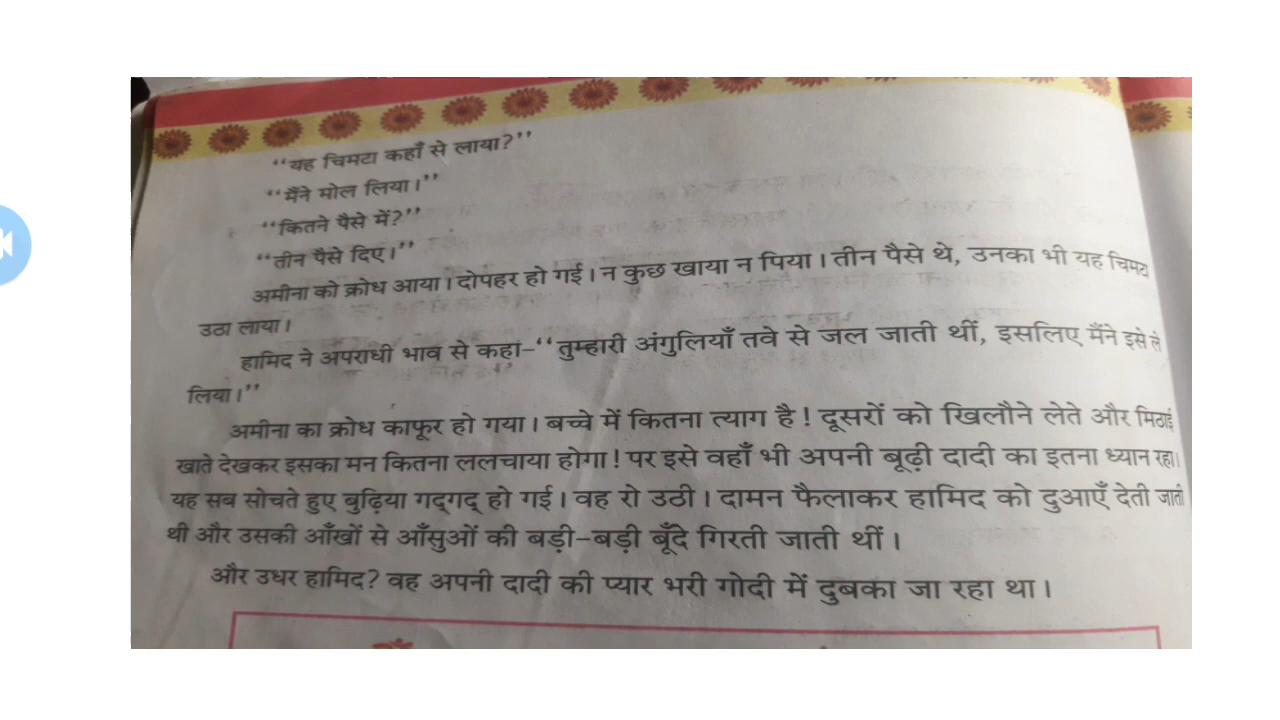 ‘‘यह चिमटा कहाँ से लाया?’’
‘‘मैंने मोल लिया।’’
‘‘कितने पैसे में?’’
‘‘तीन पैसे दिए।’’
अमीना को क्रोध आया। दोपहर हो गई। न कुछ खाया न पिया। तीन पैसे थे, उनका भी यह चिमटा
उठा लाया।
हामिद ने अपराधी भाव से कहा–‘‘तुम्हारी अंगुलियाँ तवे से जल जाती थीं, इसलिए मैंने इसे ले
लिया।’’
अमीना का क्रोध काफूर हो गया। बच्चे में कितना त्याग है! दूसरों को खिलौने लेते और मिठाई
खाते देखकर इसका मन कितना ललचाया होगा! पर इसे वहाँ भी अपनी बूढ़ी दादी का इतना ध्यान रहा।
यह सब सोचते हुए बुढ़िया गद्गद् हो गई। वह रो उठी। दामन फैलाकर हामिद को दुआएँ देती जाती
थी और उसकी आँखों से आँसुओं की बड़ी–बड़ी बूँदे गिरती जाती थीं।
और उधर हामिद? वह अपनी दादी की प्यार भरी गोदी में दुबका जा रहा था।